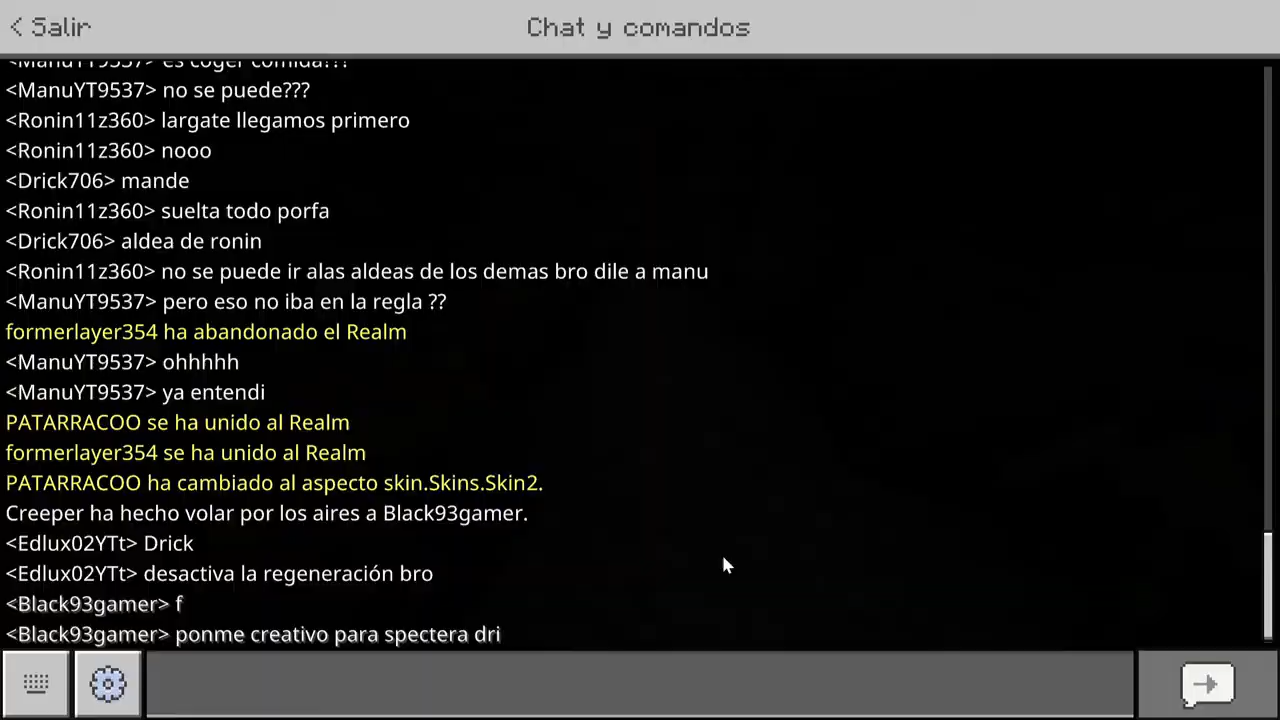 < Salir
Chat y comandos
<ManuYT9537> es coger comida???
<ManuYT9537> no se puede???
<Ronin11z360> largate llegamos primero
<Ronin11z360> nooo
<Drick706> mande
<Ronin11z360> suelta todo porfa
<Drick706> aldea de ronin
<Ronin11z360> no se puede ir alas aldeas de los demas bro dile a manu
<ManuYT9537> pero eso no iba en la regla ??
formerlayer354 ha abandonado el Realm
<ManuYT9537> ohhhhh
<ManuYT9537> ya entendi
PATARRACOO se ha unido al Realm
formerlayer354 se ha unido al Realm
PATARRACOO ha cambiado al aspecto skin.Skins.Skin2.
Creeper ha hecho volar por los aires a Black93gamer.
<Edlux02YTt> Drick
<Edlux02YTt> desactiva la regeneración bro
<Black93gamer> f
<Black93gamer> ponme creativo para spectera dri